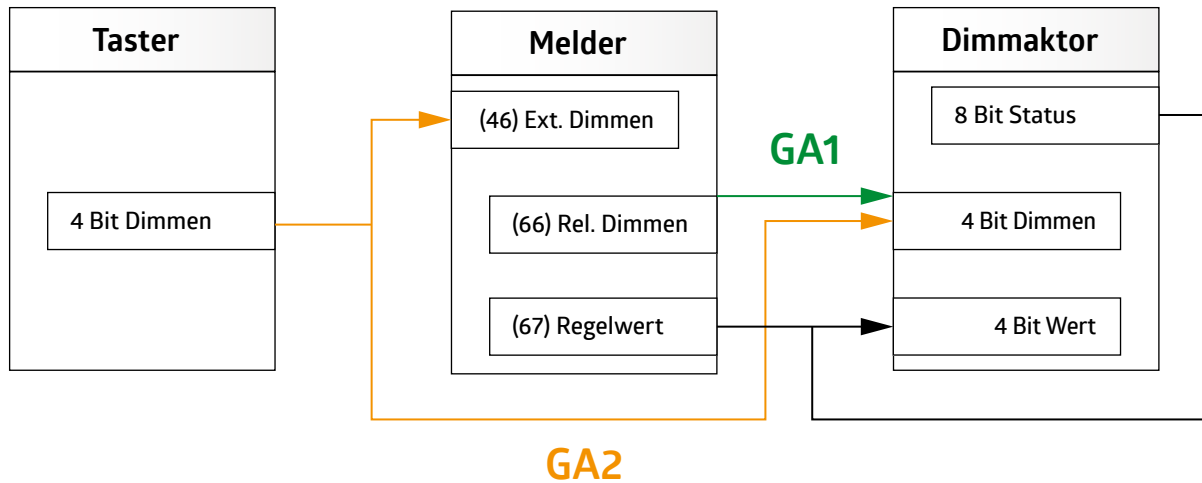 Taster
4 Bit Dimmen
Melder
(46) Ext. Dimmen
(66) Rel. Dimmen
(67) Regelwert
Dimmaktor
8 Bit Status
4 Bit Dimmen
4 Bit Wert
GA1
GA2